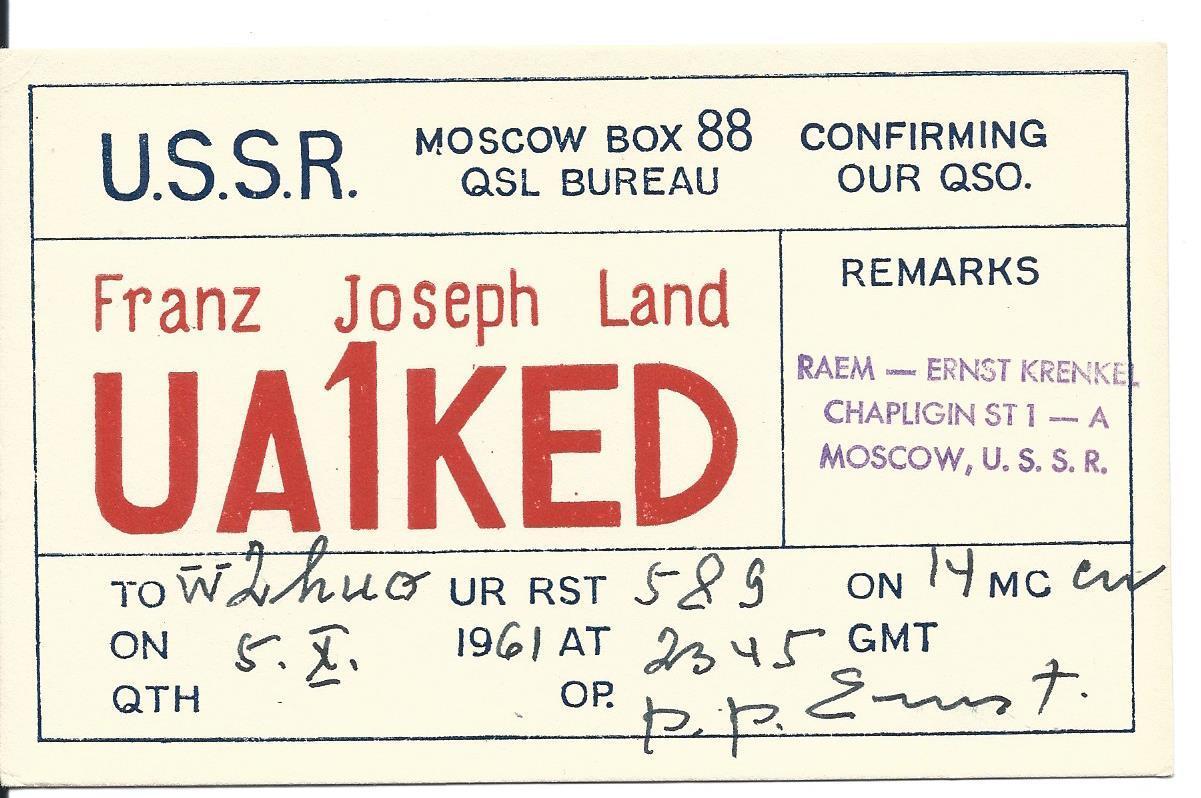 U.S.S.R.
MOSCOW BOX 88
QSL BUREAU
CONFIRMING
OUR QSO.
Franz Joseph Land
UA1KED
REMARKS
RAEM — ERNST KRENKEL
CHAPLIGIN ST 1 — A
MOSCOW, U. S. S. R.
TO W2huo UR RST 589 ON 14 MC cw
ON 5. X. 1961 AT 2345 GMT
QTH OP. p.p. Ernst.